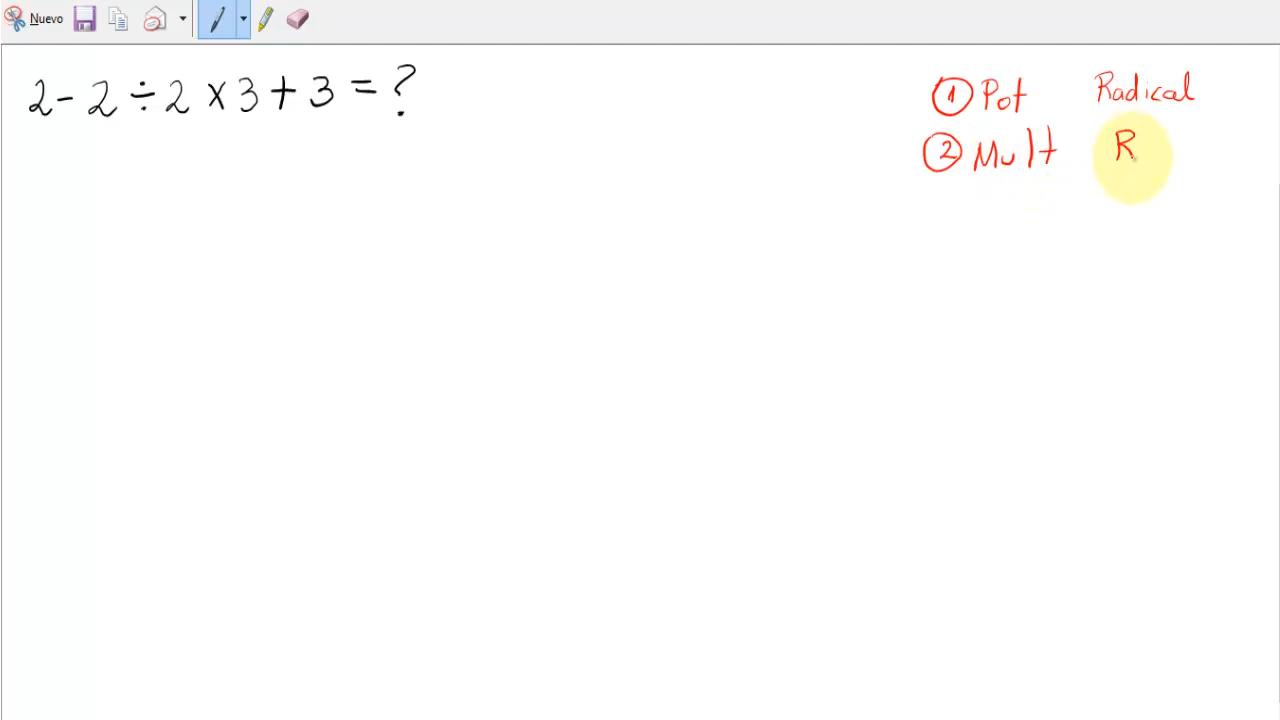 Nuevo
2 - 2 ÷ 2 x 3 + 3 = ?
① Pot Radical
② Mult R